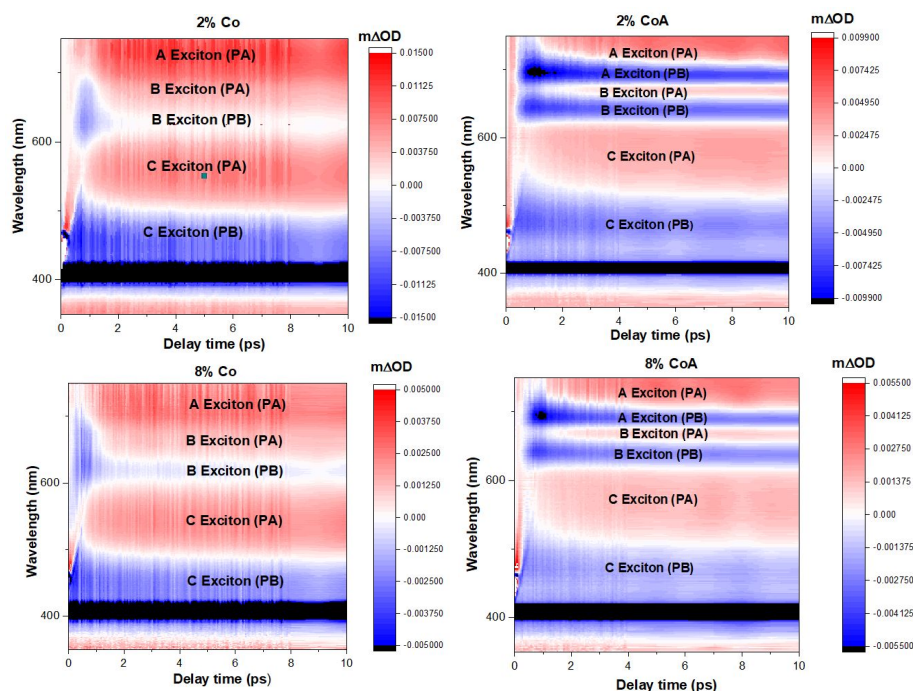 2% Co
mΔOD
A Exciton (PA)
B Exciton (PA)
B Exciton (PB)
C Exciton (PA)
C Exciton (PB)
Wavelength (nm)
600
400
0 2 4 6 8 10
Delay time (ps)
0.01500
0.01125
0.007500
0.003750
0.000
-0.003750
-0.007500
-0.01125
-0.01500
2% CoA
mΔOD
A Exciton (PA)
A Exciton (PB)
B Exciton (PA)
B Exciton (PB)
C Exciton (PA)
C Exciton (PB)
Wavelength (nm)
600
400
0 2 4 6 8 10
Delay time (ps)
0.009900
0.007425
0.004950
0.002475
0.000
-0.002475
-0.004950
-0.007425
-0.009900
8% Co
mΔOD
A Exciton (PA)
B Exciton (PA)
B Exciton (PB)
C Exciton (PA)
C Exciton (PB)
Wavelength (nm)
600
400
0 2 4 6 8 10
Delay time (ps)
0.005000
0.003750
0.002500
0.001250
0.000
-0.001250
-0.002500
-0.003750
-0.005000
8% CoA
mΔOD
A Exciton (PA)
A Exciton (PB)
B Exciton (PA)
B Exciton (PB)
C Exciton (PA)
C Exciton (PB)
Wavelength (nm)
600
400
0 2 4 6 8 10
Delay time (ps)
0.005500
0.004125
0.002750
0.001375
0.000
-0.001375
-0.002750
-0.004125
-0.005500